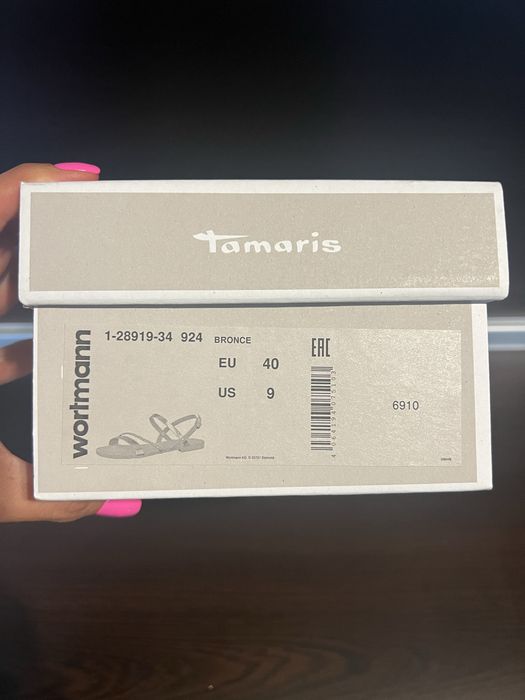 Tamaris
wortmann
1-28919-34 924 BRONCE
EU 40
US 9
EAC
6910